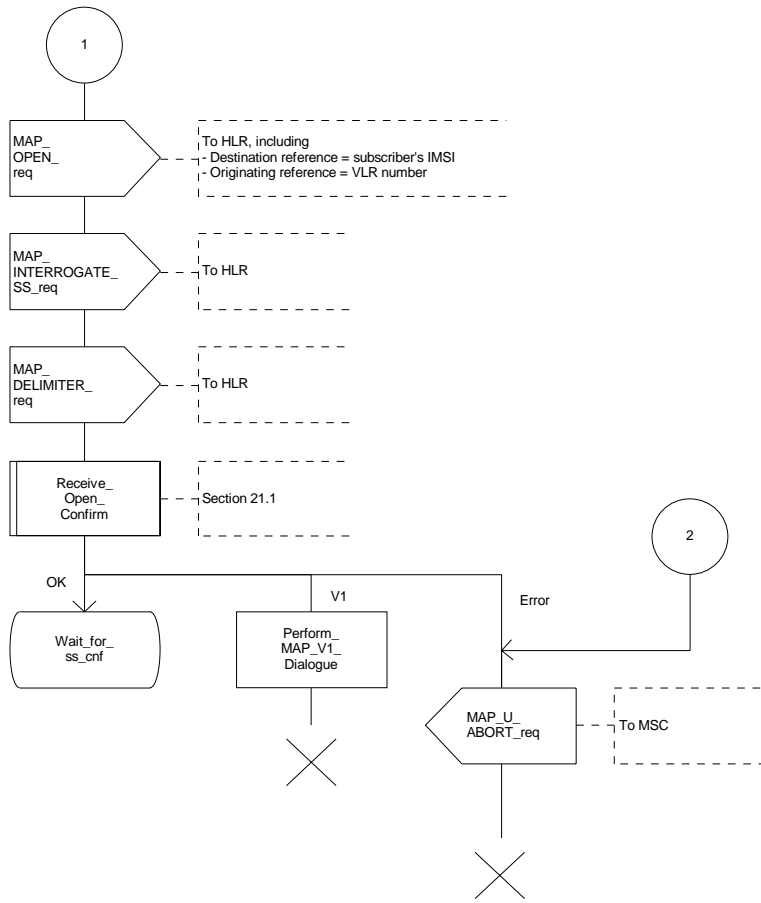 1
MAP_
OPEN_
req
To HLR, including
- Destination reference = subscriber's IMSI
- Originating reference = VLR number
MAP_
INTERROGATE_
SS_req
To HLR
MAP_
DELIMITER_
req
To HLR
Receive_
Open_
Confirm
Section 21.1
2
OK
V1
Error
Wait_for_
ss_cnf
Perform_
MAP_V1_
Dialogue
MAP_U_
ABORT_req
To MSC